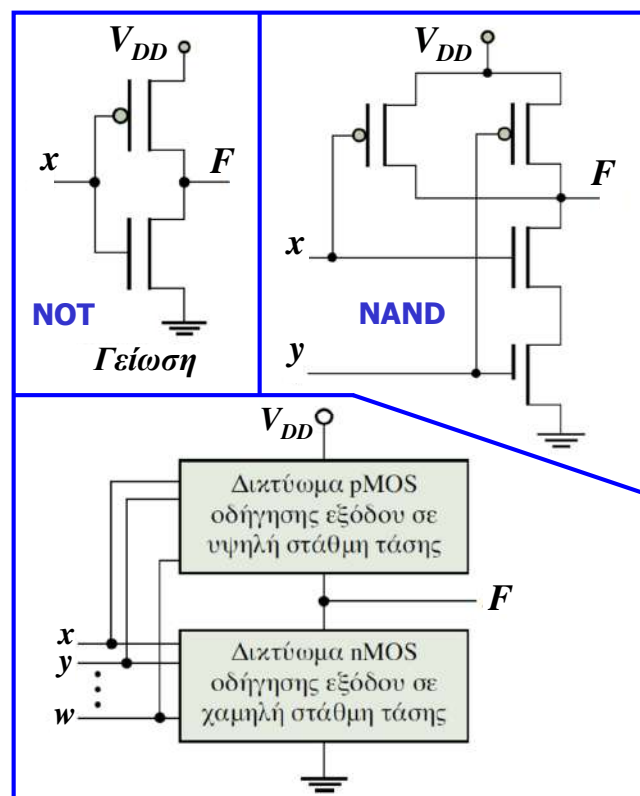 V_DD
x
F
NOT
Γείωση
V_DD
F
x
NAND
y
V_DD
Δικτύωμα pMOS
οδήγησης εξόδου σε
υψηλή στάθμη τάσης
F
x
y
w
Δικτύωμα nMOS
οδήγησης εξόδου σε
χαμηλή στάθμη τάσης